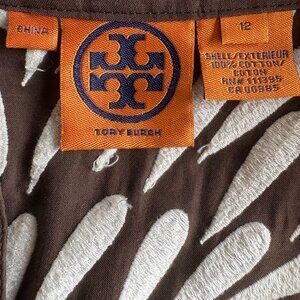 CHINA
TORY BURCH
12
SHELL/EXTERIEUR
100% COTTON/
COTON
RN# 111395
CA 00985